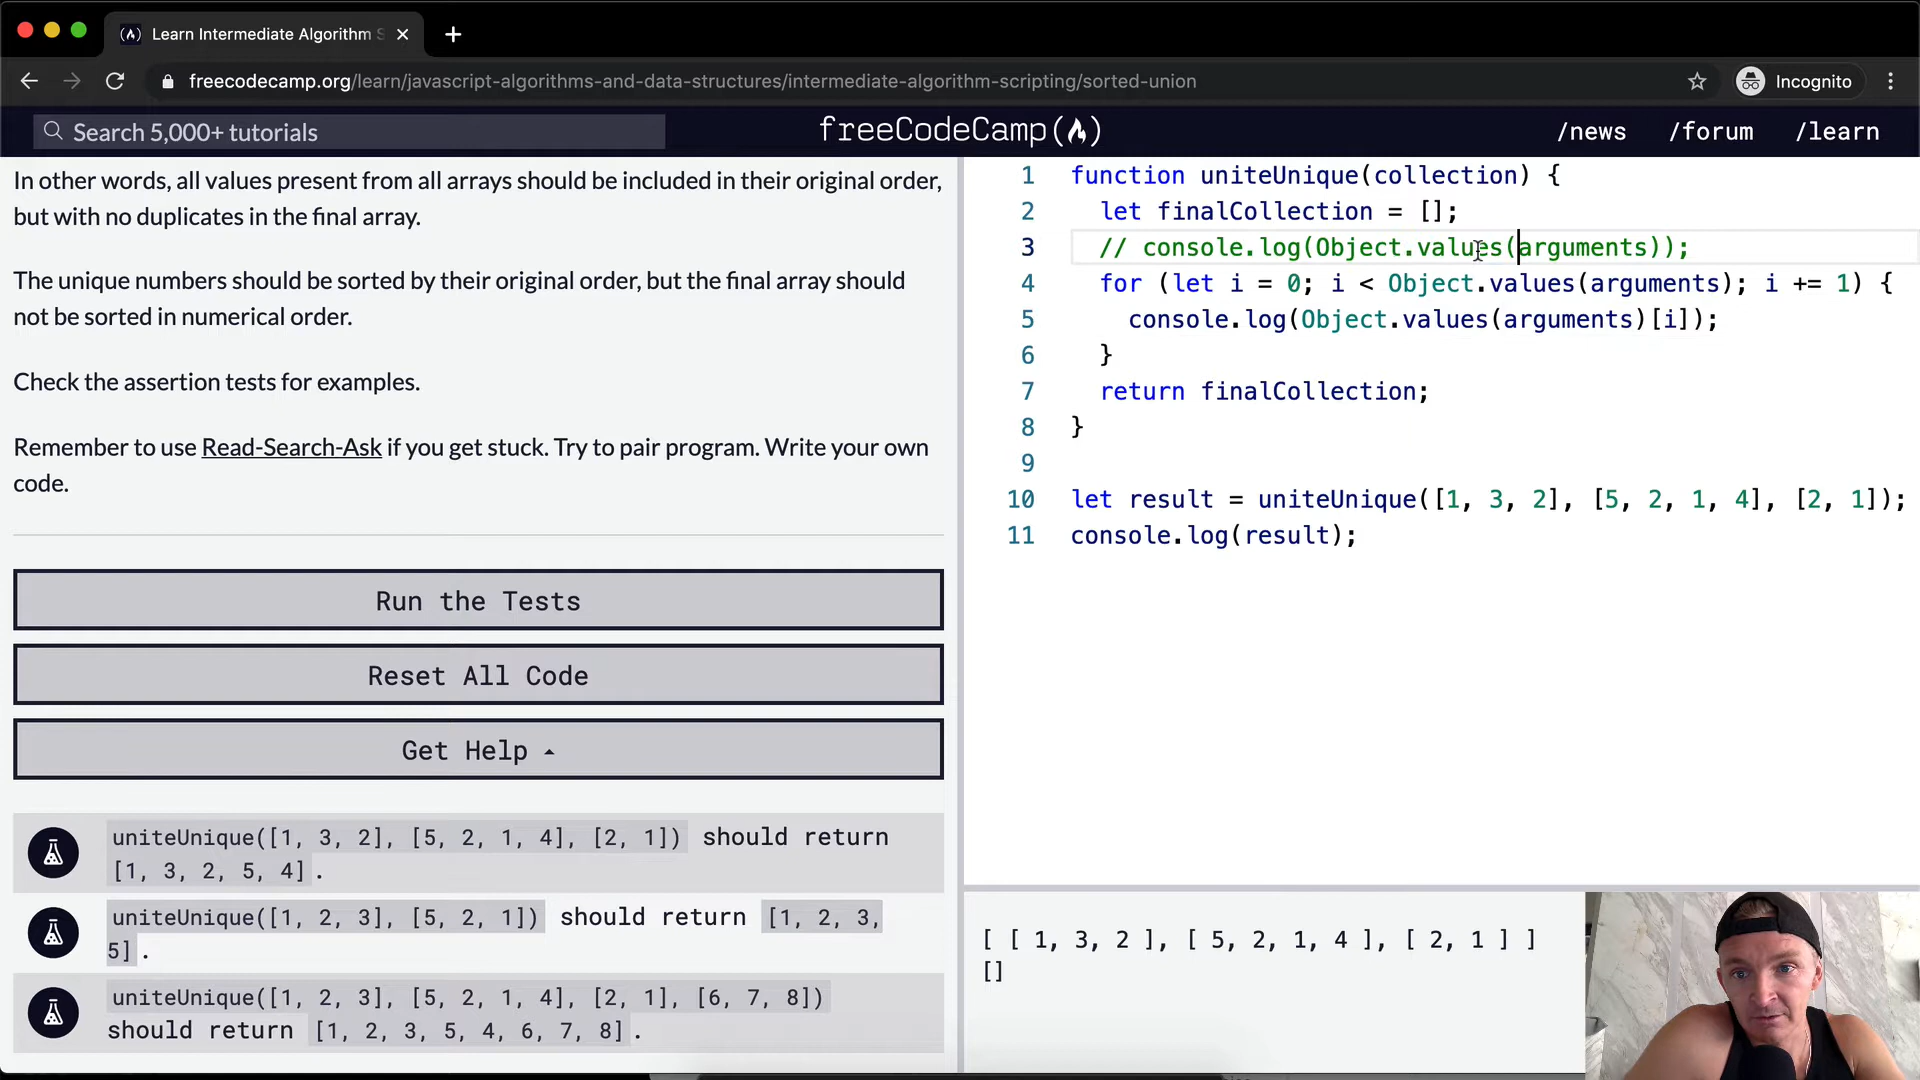 Learn Intermediate Algorithm S
freecodecamp.org/learn/javascript-algorithms-and-data-structures/intermediate-algorithm-scripting/sorted-union
Incognito
Search 5,000+ tutorials
freeCodeCamp
/news /forum /learn
In other words, all values present from all arrays should be included in their original order,
but with no duplicates in the final array.
The unique numbers should be sorted by their original order, but the final array should
not be sorted in numerical order.
Check the assertion tests for examples.
Remember to use Read-Search-Ask if you get stuck. Try to pair program. Write your own
code.
Run the Tests
Reset All Code
Get Help
uniteUnique([1, 3, 2], [5, 2, 1, 4], [2, 1]) should return
[1, 3, 2, 5, 4].
uniteUnique([1, 2, 3], [5, 2, 1]) should return [1, 2, 3,
5].
uniteUnique([1, 2, 3], [5, 2, 1, 4], [2, 1], [6, 7, 8])
should return [1, 2, 3, 5, 4, 6, 7, 8].
1 function uniteUnique(collection) {
2 let finalCollection = [];
3 // console.log(Object.values(arguments));
4 for (let i = 0; i < Object.values(arguments); i += 1) {
5 console.log(Object.values(arguments)[i]);
6 }
7 return finalCollection;
8 }
9
10 let result = uniteUnique([1, 3, 2], [5, 2, 1, 4], [2, 1]);
11 console.log(result);
[ [ 1, 3, 2 ], [ 5, 2, 1, 4 ], [ 2, 1 ] ]
[]